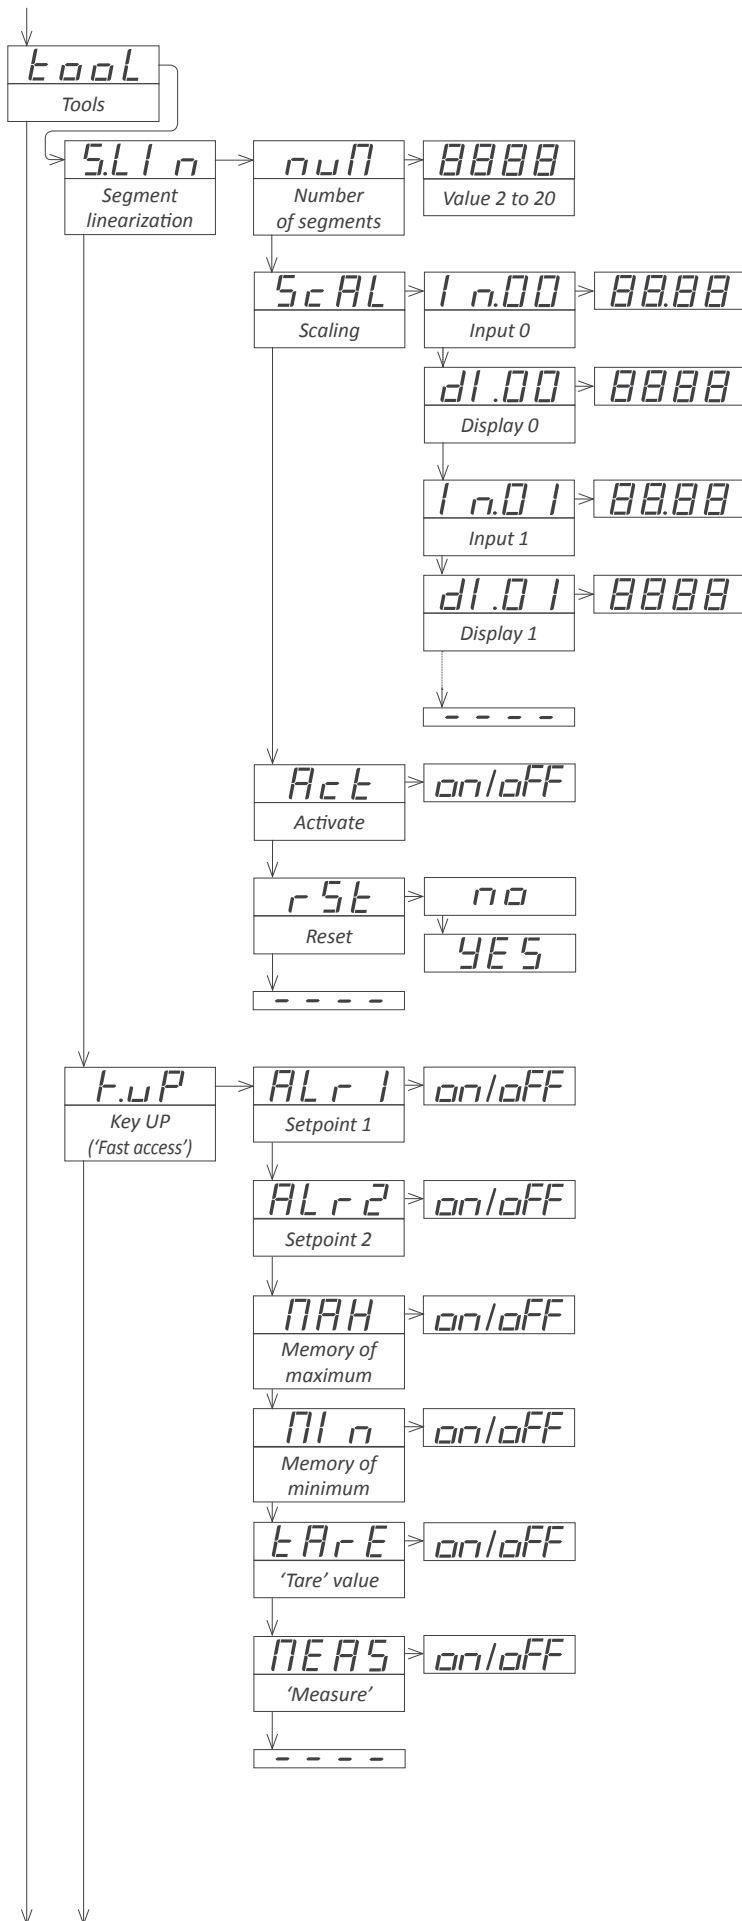 tooL
Tools
S.LIn
Segment
linearization
nuM
Number
of segments
8888
Value 2 to 20
ScAL
Scaling
In.00
Input 0
88.88
dI.00
Display 0
8888
In.01
Input 1
88.88
dI.01
Display 1
8888
- - - -
Act
Activate
on/oFF
rSt
Reset
no
YES
- - - -
K.uP
Key UP
(‘Fast access’)
ALr1
Setpoint 1
on/oFF
ALr2
Setpoint 2
on/oFF
MAH
Memory of
maximum
on/oFF
MIn
Memory of
minimum
on/oFF
tArE
‘Tare’ value
on/oFF
MEAS
‘Measure’
on/oFF
- - - -